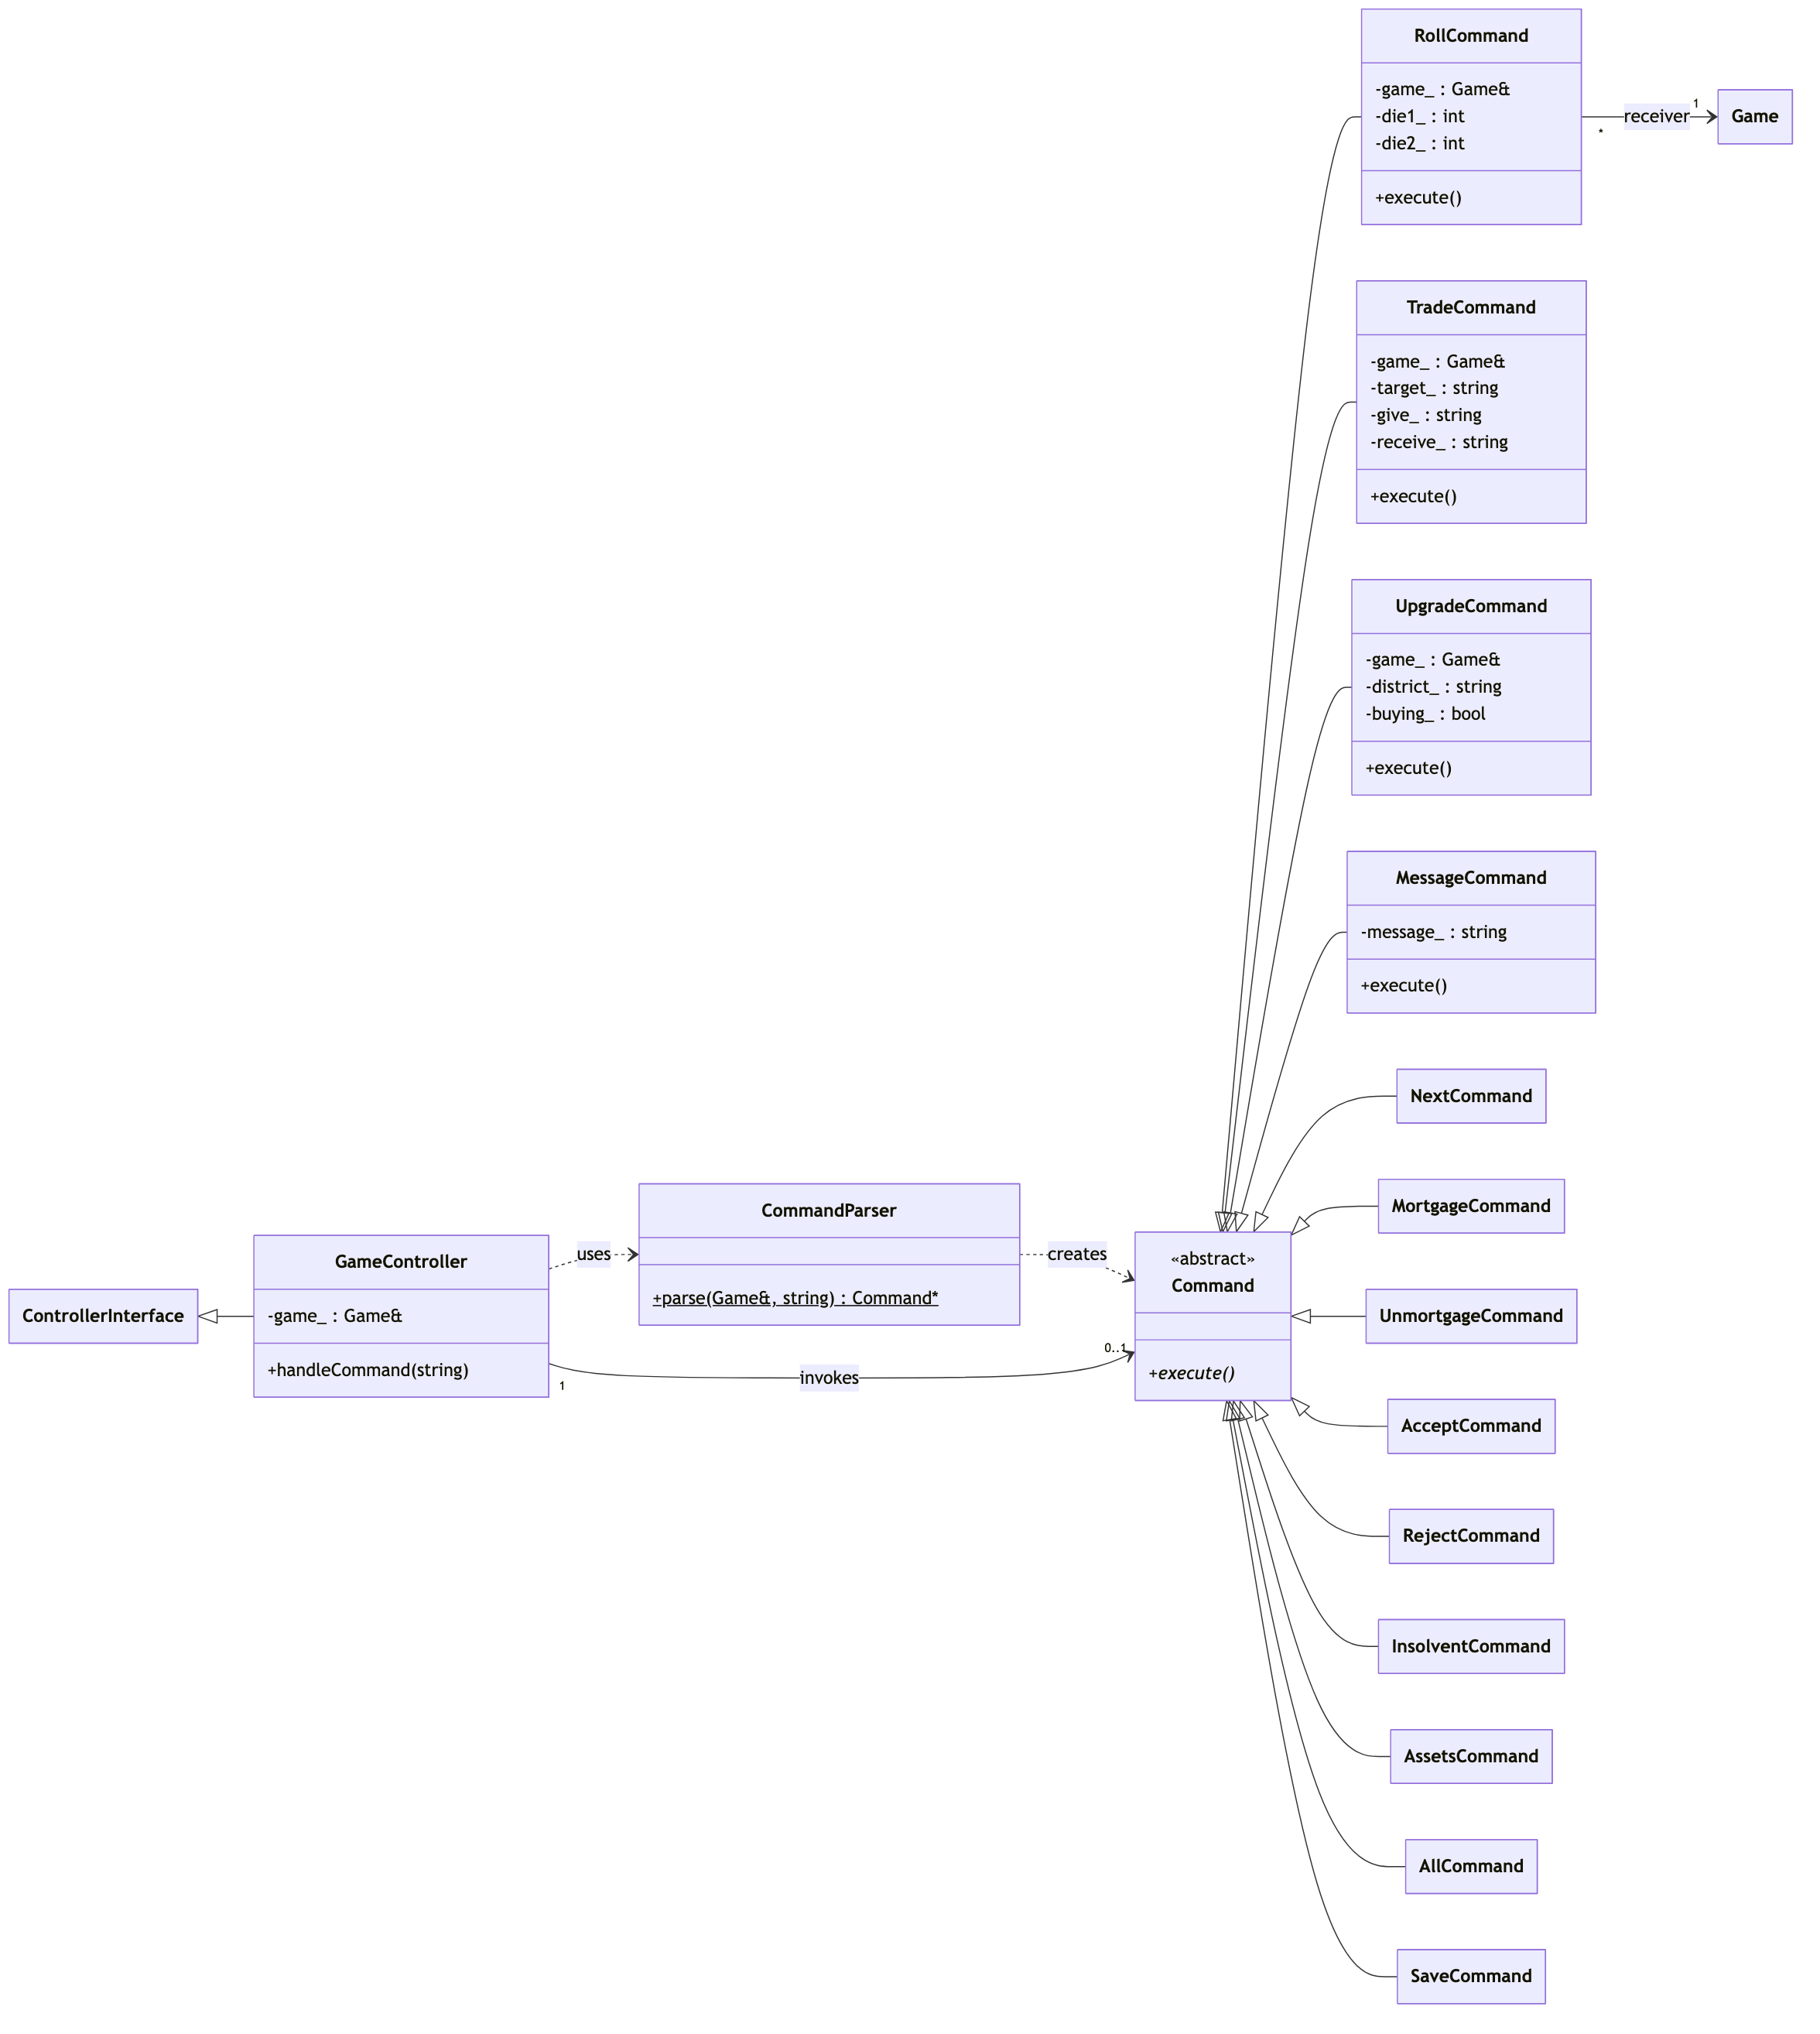 RollCommand
-game_ : Game&
-die1_ : int
-die2_ : int
+execute()
receiver
1
*
Game
TradeCommand
-game_ : Game&
-target_ : string
-give_ : string
-receive_ : string
+execute()
UpgradeCommand
-game_ : Game&
-district_ : string
-buying_ : bool
+execute()
MessageCommand
-message_ : string
+execute()
NextCommand
MortgageCommand
UnmortgageCommand
AcceptCommand
RejectCommand
InsolventCommand
AssetsCommand
AllCommand
SaveCommand
ControllerInterface
GameController
-game_ : Game&
+handleCommand(string)
uses
CommandParser
+parse(Game&, string) : Command*
creates
1
invokes
0..1
«abstract»
Command
+execute()